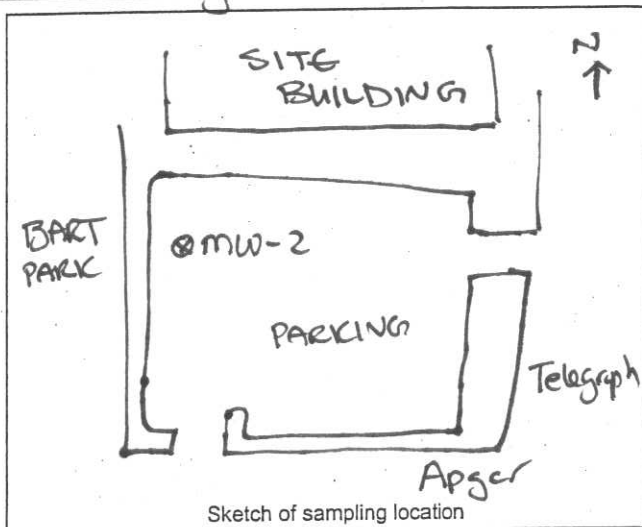 SITE
BUILDING
N
BART
PARK
MW-2
PARKING
Telegraph
Apgar
Sketch of sampling location